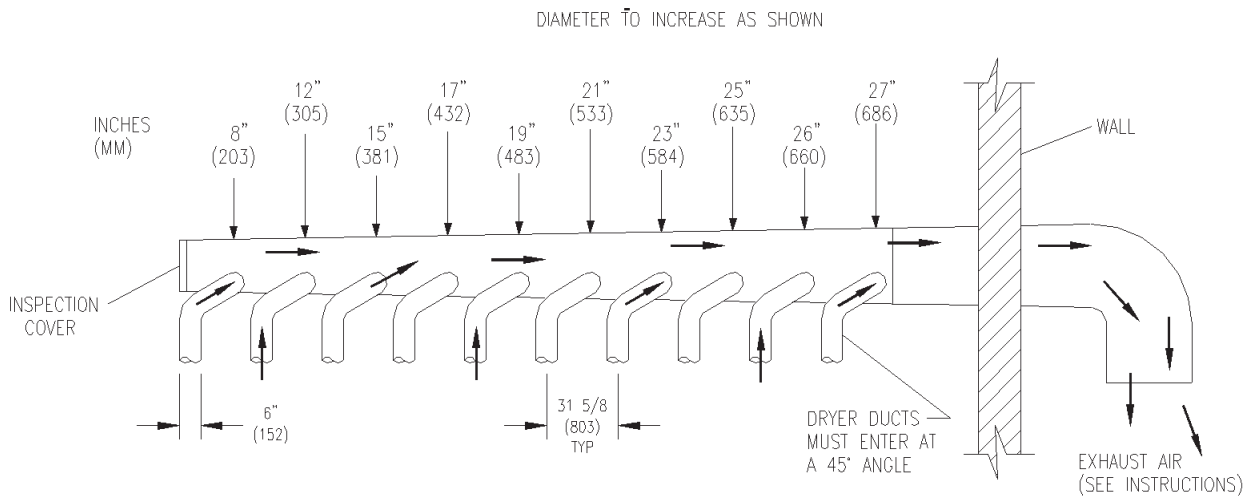 DIAMETER TO INCREASE AS SHOWN
INCHES
(MM)
8"
(203)
12"
(305)
15"
(381)
17"
(432)
19"
(483)
21"
(533)
23"
(584)
25"
(635)
26"
(660)
27"
(686)
WALL
INSPECTION
COVER
6"
(152)
31 5/8
(803)
TYP
DRYER DUCTS
MUST ENTER AT
A 45° ANGLE
EXHAUST AIR
(SEE INSTRUCTIONS)